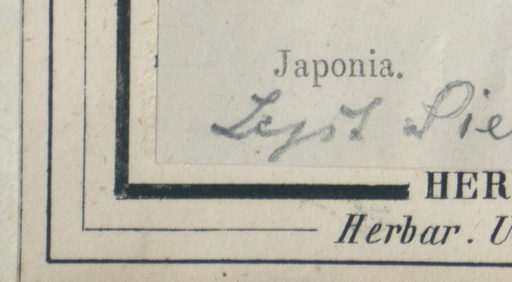 Japonia.
Legit Sie
HER
Herbar. U